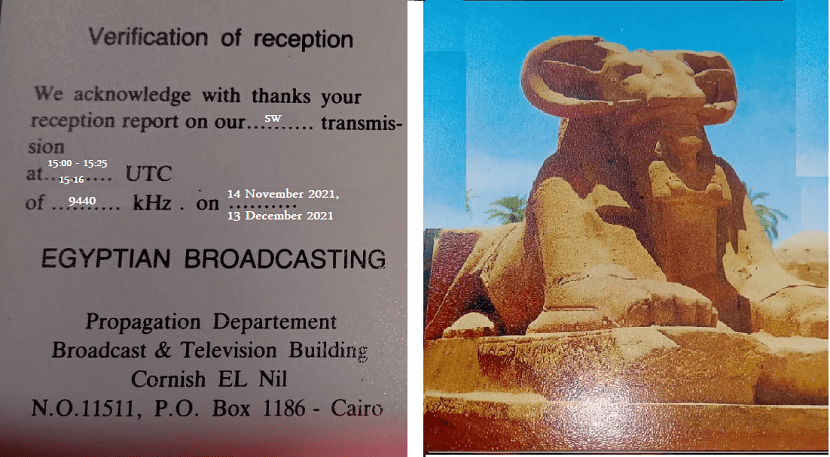 Verification of reception
We acknowledge with thanks your
reception report on our....SW...... transmis-
sion
15:00 - 15:25
at..15-16.... UTC
of ...9440....... kHz . on 14 November 2021,
..........
13 December 2021
EGYPTIAN BROADCASTING
Propagation Departement
Broadcast & Television Building
Cornish EL Nil
N.O.11511, P.O. Box 1186 - Cairo